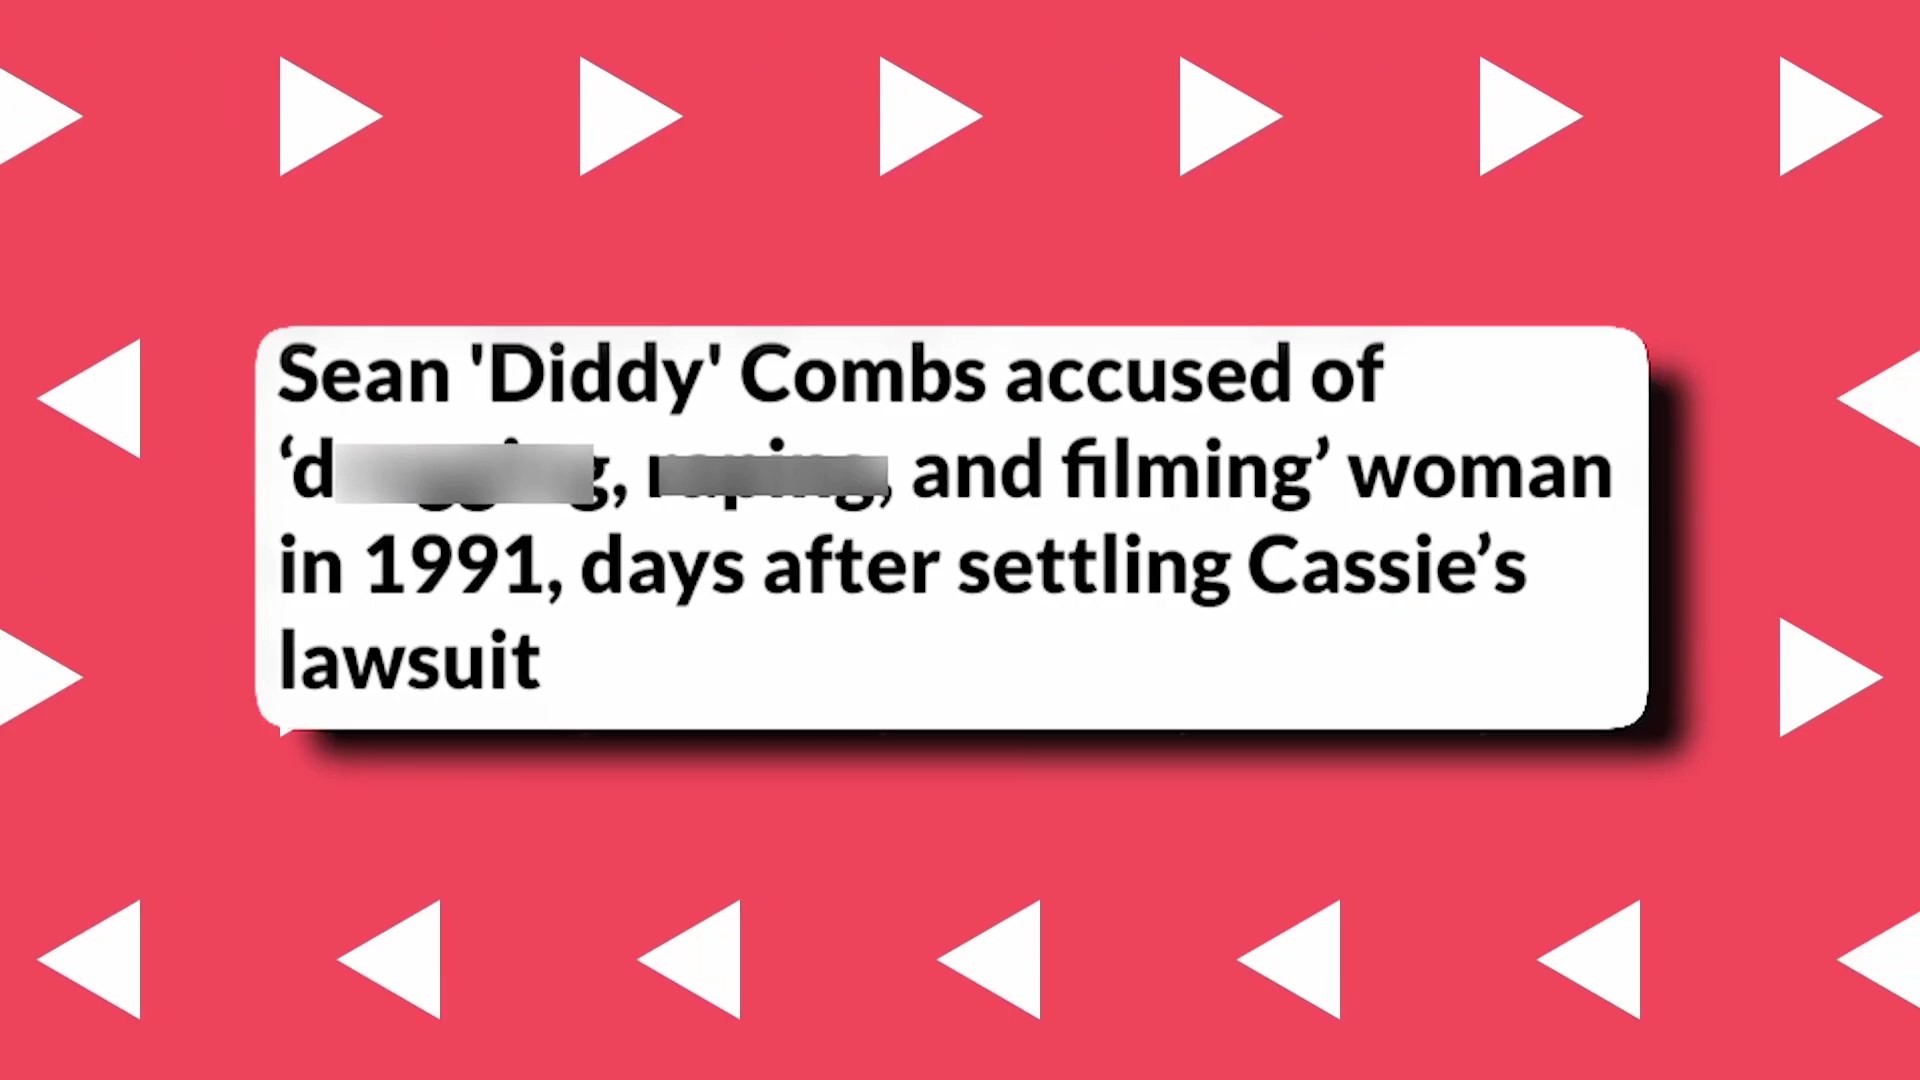 Sean 'Diddy' Combs accused of
and filming’ woman
in 1991, days after settling Cassie’s
lawsuit